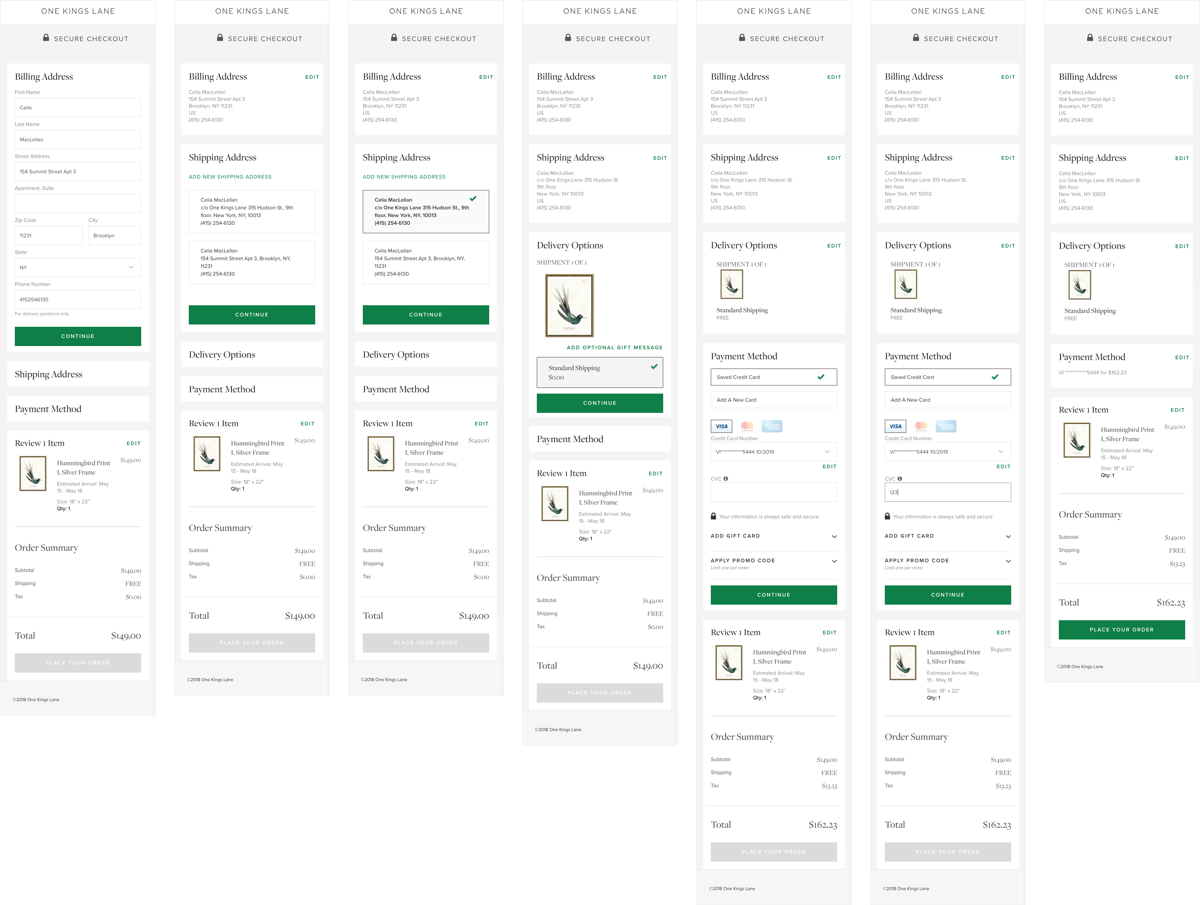 ONE KINGS LANE
SECURE CHECKOUT
Billing Address
First Name
Celia
Last Name
MacLellan
Street Address
154 Summit Street Apt 3
Apartment, Suite
Zip Code City
11231 Brooklyn
State
NY
Phone Number
4152546130
For delivery questions only.
CONTINUE
Shipping Address
Payment Method
Review 1 Item EDIT
Hummingbird Print $149.00
I, Silver Frame
Estimated Arrival: May
15 - May 18
Size: 18" x 22"
Qty: 1
Order Summary
Subtotal $149.00
Shipping FREE
Tax $0.00
Total $149.00
PLACE YOUR ORDER
©2018 One Kings Lane
ONE KINGS LANE
SECURE CHECKOUT
Billing Address EDIT
Celia MacLellan
154 Summit Street Apt 3
Brooklyn, NY 11231
US
(415) 254-6130
Shipping Address
ADD NEW SHIPPING ADDRESS
Celia MacLellan
c/o One Kings Lane 315 Hudson St., 9th
floor, New York, NY, 10013
(415) 254-6130
Celia MacLellan
154 Summit Street Apt 3, Brooklyn, NY,
11231
(415) 254-6130
CONTINUE
Delivery Options
Payment Method
Review 1 Item EDIT
Hummingbird Print $149.00
I, Silver Frame
Estimated Arrival: May
15 - May 18
Size: 18" x 22"
Qty: 1
Order Summary
Subtotal $149.00
Shipping FREE
Tax $0.00
Total $149.00
PLACE YOUR ORDER
©2018 One Kings Lane
ONE KINGS LANE
SECURE CHECKOUT
Billing Address EDIT
Celia MacLellan
154 Summit Street Apt 3
Brooklyn, NY 11231
US
(415) 254-6130
Shipping Address
ADD NEW SHIPPING ADDRESS
Celia MacLellan
c/o One Kings Lane 315 Hudson St., 9th
floor, New York, NY, 10013
(415) 254-6130
Celia MacLellan
154 Summit Street Apt 3, Brooklyn, NY,
11231
(415) 254-6130
CONTINUE
Delivery Options
Payment Method
Review 1 Item EDIT
Hummingbird Print $149.00
I, Silver Frame
Estimated Arrival: May
15 - May 18
Size: 18" x 22"
Qty: 1
Order Summary
Subtotal $149.00
Shipping FREE
Tax $0.00
Total $149.00
PLACE YOUR ORDER
©2018 One Kings Lane
ONE KINGS LANE
SECURE CHECKOUT
Billing Address EDIT
Celia MacLellan
154 Summit Street Apt 3
Brooklyn, NY 11231
US
(415) 254-6130
Shipping Address EDIT
Celia MacLellan
c/o One Kings Lane 315 Hudson St.
9th floor
New York, NY, 10013
(415) 254-6130
Delivery Options
SHIPMENT 1 OF 1
ADD OPTIONAL GIFT MESSAGE
Standard Shipping
$0.00
CONTINUE
Payment Method
Review 1 Item EDIT
Hummingbird Print $149.00
I, Silver Frame
Estimated Arrival: May
15 - May 18
Size: 18" x 22"
Qty: 1
Order Summary
Subtotal $149.00
Shipping FREE
Tax $0.00
Total $149.00
PLACE YOUR ORDER
©2018 One Kings Lane
ONE KINGS LANE
SECURE CHECKOUT
Billing Address EDIT
Celia MacLellan
154 Summit Street Apt 3
Brooklyn, NY 11231
US
(415) 254-6130
Shipping Address EDIT
Celia MacLellan
c/o One Kings Lane 315 Hudson St.
9th floor
New York, NY, 10013
(415) 254-6130
Delivery Options EDIT
SHIPMENT 1 OF 1
Standard Shipping
FREE
Payment Method
Saved Credit Card
Add A New Card
VISA
Credit Card Number
VI************5444 10/2019
EDIT
CVC
Your information is always safe and secure
ADD GIFT CARD
APPLY PROMO CODE
Limit one per order
CONTINUE
Review 1 Item EDIT
Hummingbird Print $149.00
I, Silver Frame
Estimated Arrival: May
15 - May 18
Size: 18" x 22"
Qty: 1
Order Summary
Subtotal $149.00
Shipping FREE
Tax $13.23
Total $162.23
PLACE YOUR ORDER
©2018 One Kings Lane
ONE KINGS LANE
SECURE CHECKOUT
Billing Address EDIT
Celia MacLellan
154 Summit Street Apt 3
Brooklyn, NY 11231
US
(415) 254-6130
Shipping Address EDIT
Celia MacLellan
c/o One Kings Lane 315 Hudson St.
9th floor
New York, NY, 10013
(415) 254-6130
Delivery Options EDIT
SHIPMENT 1 OF 1
Standard Shipping
FREE
Payment Method
Saved Credit Card
Add A New Card
VISA
Credit Card Number
VI************5444 10/2019
EDIT
CVC
123
Your information is always safe and secure
ADD GIFT CARD
APPLY PROMO CODE
Limit one per order
CONTINUE
Review 1 Item EDIT
Hummingbird Print $149.00
I, Silver Frame
Estimated Arrival: May
15 - May 18
Size: 18" x 22"
Qty: 1
Order Summary
Subtotal $149.00
Shipping FREE
Tax $13.23
Total $162.23
PLACE YOUR ORDER
©2018 One Kings Lane
ONE KINGS LANE
SECURE CHECKOUT
Billing Address EDIT
Celia MacLellan
154 Summit Street Apt 3
Brooklyn, NY 11231
US
(415) 254-6130
Shipping Address EDIT
Celia MacLellan
c/o One Kings Lane 315 Hudson St.
9th floor
New York, NY, 10013
(415) 254-6130
Delivery Options EDIT
SHIPMENT 1 OF 1
Standard Shipping
FREE
Payment Method EDIT
VI************5444 for $162.23
Review 1 Item EDIT
Hummingbird Print $149.00
I, Silver Frame
Estimated Arrival: May
15 - May 18
Size: 18" x 22"
Qty: 1
Order Summary
Subtotal $149.00
Shipping FREE
Tax $13.23
Total $162.23
PLACE YOUR ORDER
©2018 One Kings Lane